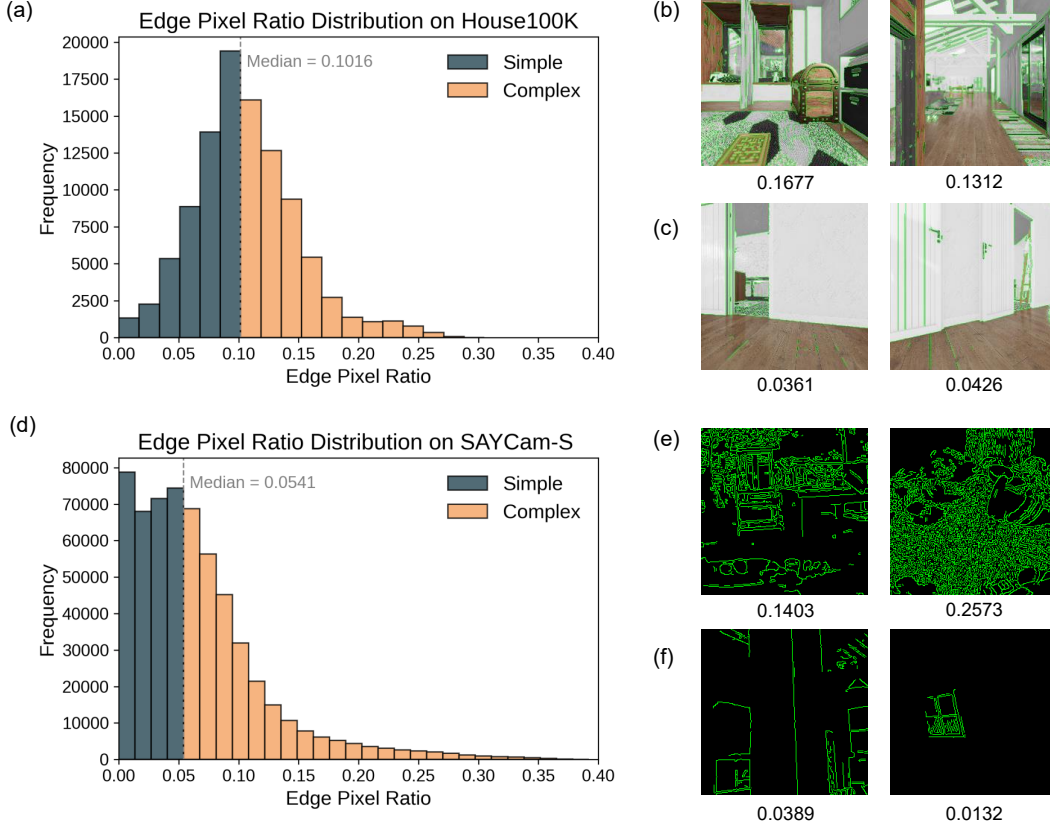 (a)
Edge Pixel Ratio Distribution on House100K
20000
17500
15000
12500
10000
7500
5000
2500
0
Frequency
Median = 0.1016
Simple
Complex
0.00 0.05 0.10 0.15 0.20 0.25 0.30 0.35 0.40
Edge Pixel Ratio
(b)
0.1677 0.1312
(c)
0.0361 0.0426
(d)
Edge Pixel Ratio Distribution on SAYCam-S
80000
70000
60000
50000
40000
30000
20000
10000
0
Frequency
Median = 0.0541
Simple
Complex
0.00 0.05 0.10 0.15 0.20 0.25 0.30 0.35 0.40
Edge Pixel Ratio
(e)
0.1403 0.2573
(f)
0.0389 0.0132